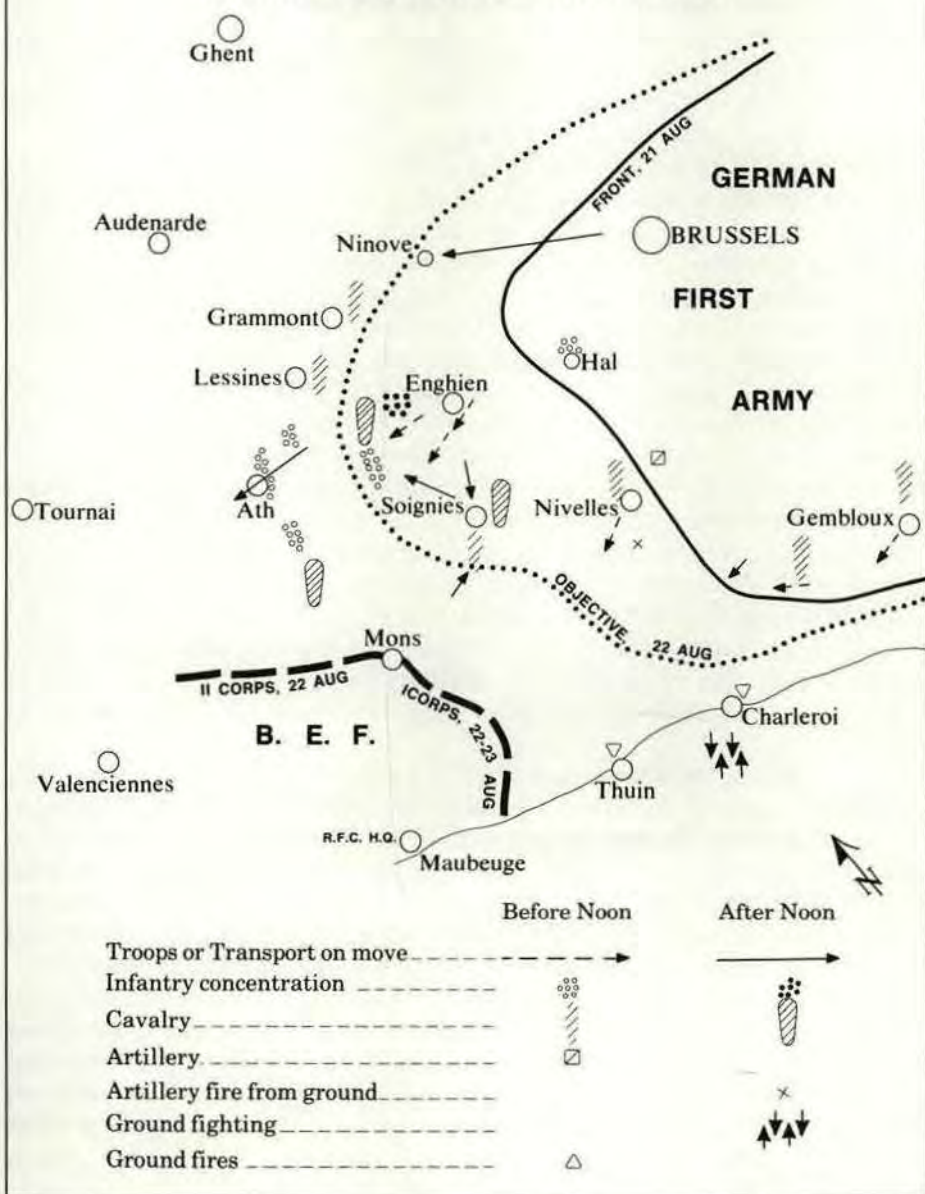 Ghent
FRONT, 21 AUG
GERMAN
Audenarde
Ninove
BRUSSELS
Grammont
FIRST
Hal
Lessines
Enghien
ARMY
Tournai
Ath
Soignies
Nivelles
Gembloux
OBJECTIVE, 22 AUG
Mons
II CORPS, 22 AUG
I CORPS, 22-23 AUG
B. E. F.
Charleroi
Valenciennes
Thuin
R.F.C. H.Q.
Maubeuge
N
Before Noon After Noon
Troops or Transport on move
Infantry concentration
Cavalry
Artillery
Artillery fire from ground
Ground fighting
Ground fires